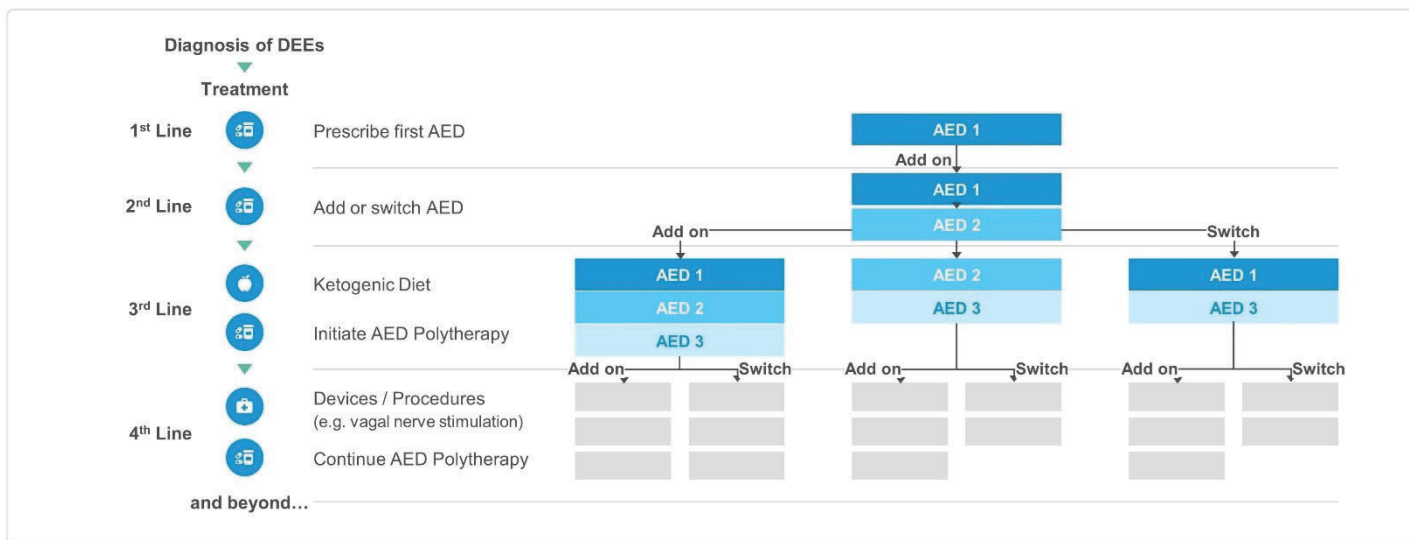 Diagnosis of DEEs
Treatment
1st Line
Prescribe first AED
AED 1
Add on
2nd Line
Add or switch AED
AED 1
AED 2
Add on
Switch
3rd Line
Ketogenic Diet
Initiate AED Polytherapy
AED 1
AED 2
AED 3
AED 2
AED 3
AED 1
AED 3
Add on
Switch
Add on
Switch
Add on
Switch
4th Line
Devices / Procedures
(e.g. vagal nerve stimulation)
Continue AED Polytherapy
and beyond…